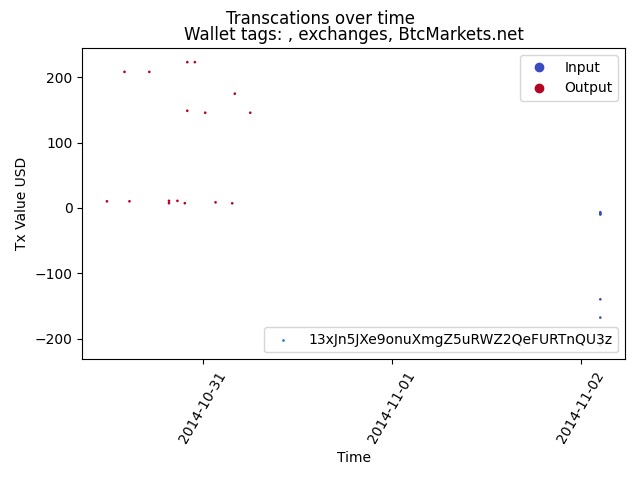 Transcations over time
Wallet tags: , exchanges, BtcMarkets.net
Input
Output
200
100
0
−100
−200
Tx Value USD
13xJn5JXe9onuXmgZ5uRWZ2QeFURTnQU3z
2014-10-31
2014-11-01
2014-11-02
Time